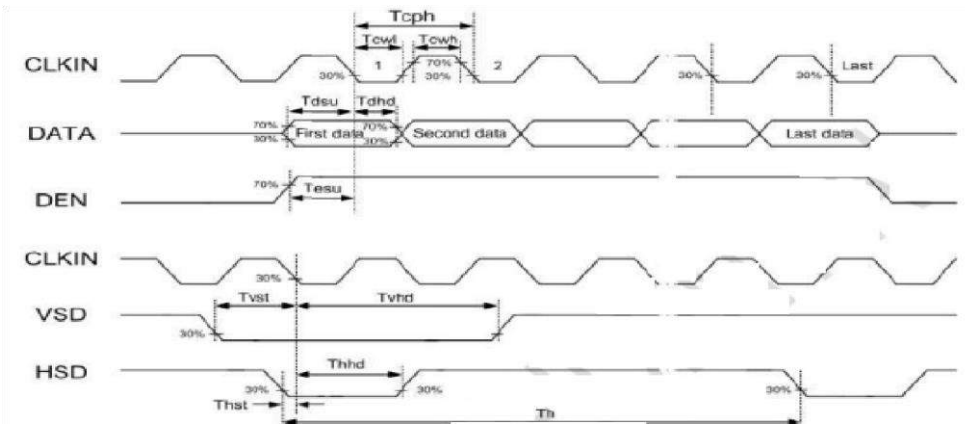 Tcph
Tcwl Tcwh
CLKIN 30% 1 70% 30% 2 30% 30% Last
Tdsu Tdhd
DATA 70% 30% First data 70% 30% Second data Last data
DEN 70% Tesu
CLKIN 30%
Tvst Tvhd
VSD 30%
HSD Thhd
30% 30% 30%
Thst Th